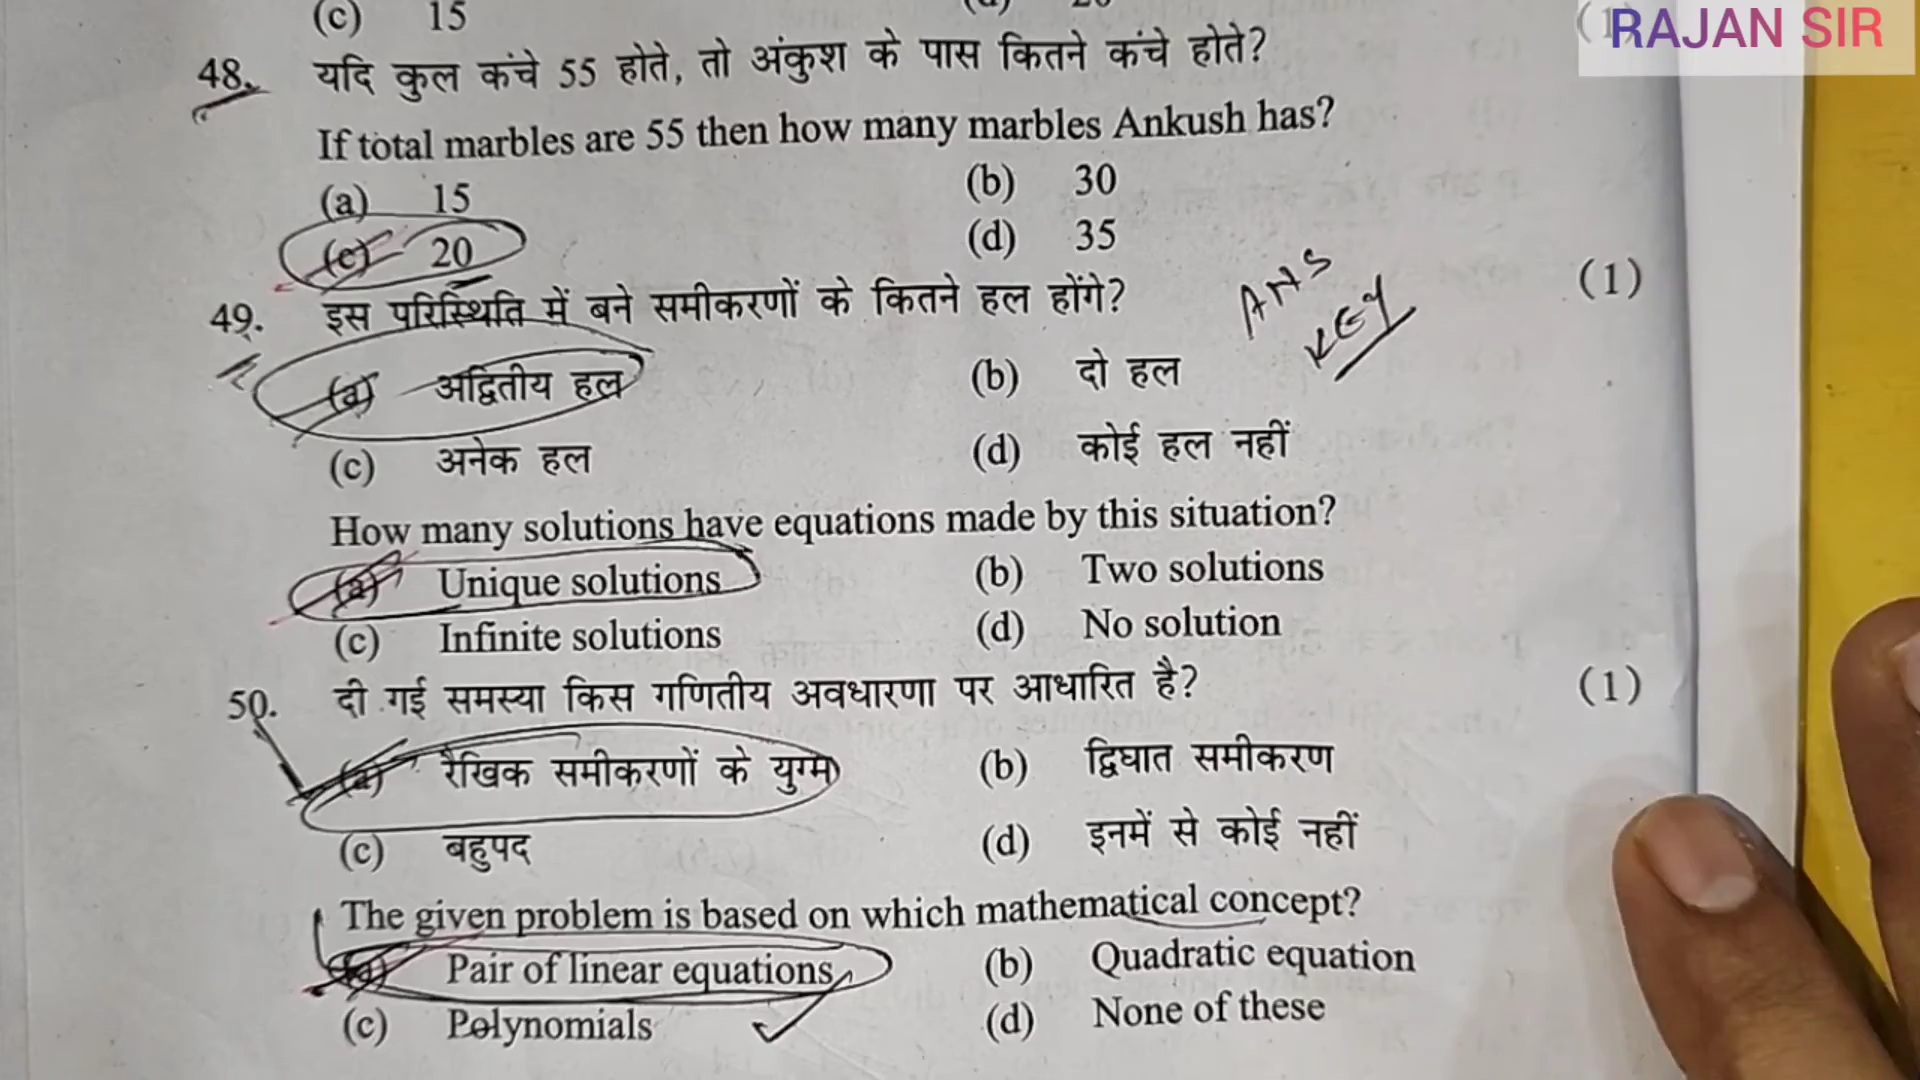 (c) 15
RAJAN SIR
48. यदि कुल कंचे 55 होते, तो अंकुश के पास कितने कंचे होते?
If total marbles are 55 then how many marbles Ankush has?
(a) 15 (b) 30
(c) 20 (d) 35
ANS
KEY
49. इस परिस्थिति में बने समीकरणों के कितने हल होंगे? (1)
(a) अद्वितीय हल (b) दो हल
(c) अनेक हल (d) कोई हल नहीं
How many solutions have equations made by this situation?
(a) Unique solutions (b) Two solutions
(c) Infinite solutions (d) No solution
50. दी गई समस्या किस गणितीय अवधारणा पर आधारित है? (1)
(a) रैखिक समीकरणों के युग्म (b) द्विघात समीकरण
(c) बहुपद (d) इनमें से कोई नहीं
The given problem is based on which mathematical concept?
(a) Pair of linear equations (b) Quadratic equation
(c) Polynomials (d) None of these